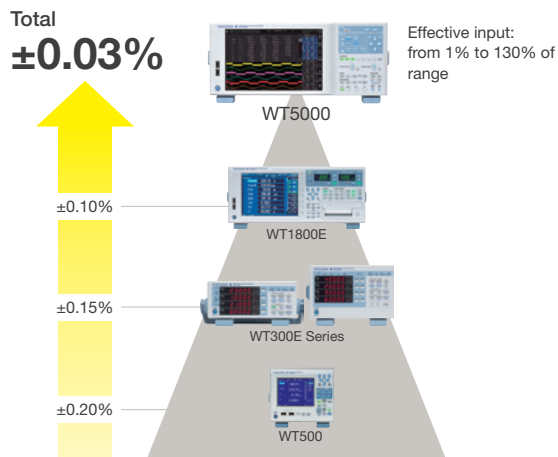 Total
±0.03%
Effective input:
from 1% to 130% of
range
WT5000
±0.10%
WT1800E
±0.15%
WT300E Series
±0.20%
WT500